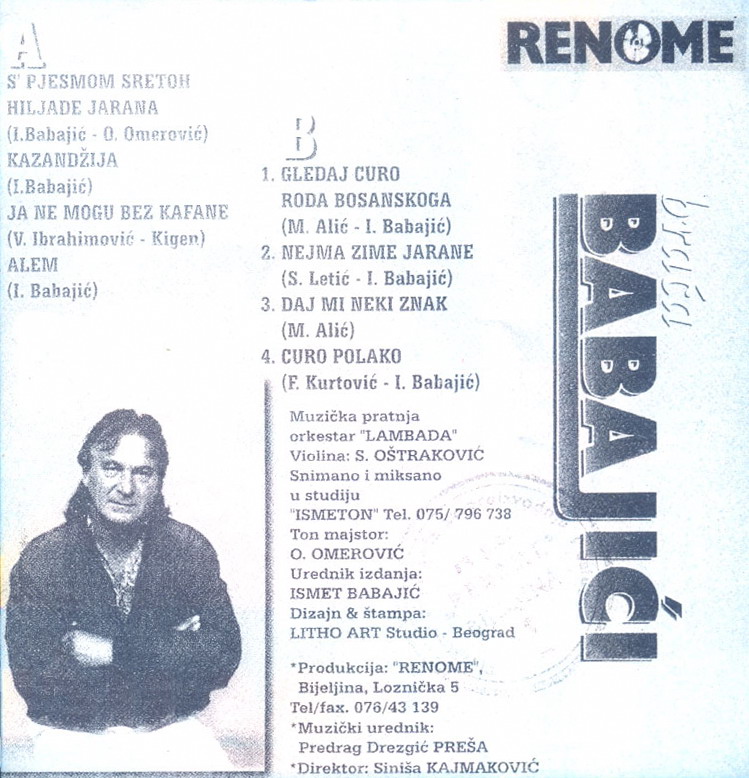 A
S' PJESMOM SRETOH
HILJADE JARANA
(I.Babajić - O. Omerović)
KAZANDŽIJA
(I.Babajić)
JA NE MOGU BEZ KAFANE
(V. Ibrahimović - Kigen)
ALEM
(I. Babajić)
RENOME
B
1. GLEDAJ CURO
RODA BOSANSKOGA
(M. Alić - I. Babajić)
2. NEJMA ZIME JARANE
(S. Letić - I. Babajić)
3. DAJ MI NEKI ZNAK
(M. Alić)
4. CURO POLAKO
(F. Kurtović - I. Babajić)
Muzička pratnja
orkestar "LAMBADA"
Violina: S. OŠTRAKOVIĆ
Snimano i miksano
u studiju
"ISMETON" Tel. 075/ 796 738
Ton majstor:
O. OMEROVIĆ
Urednik izdanja:
ISMET BABAJIĆ
Dizajn & štampa:
LITHO ART Studio - Beograd
*Produkcija: "RENOME",
Bijeljina, Loznička 5
Tel/fax. 076/43 139
*Muzički urednik:
Predrag Drezgić PREŠA
*Direktor: Siniša KAJMAKOVIĆ
braća
BABAJIĆI